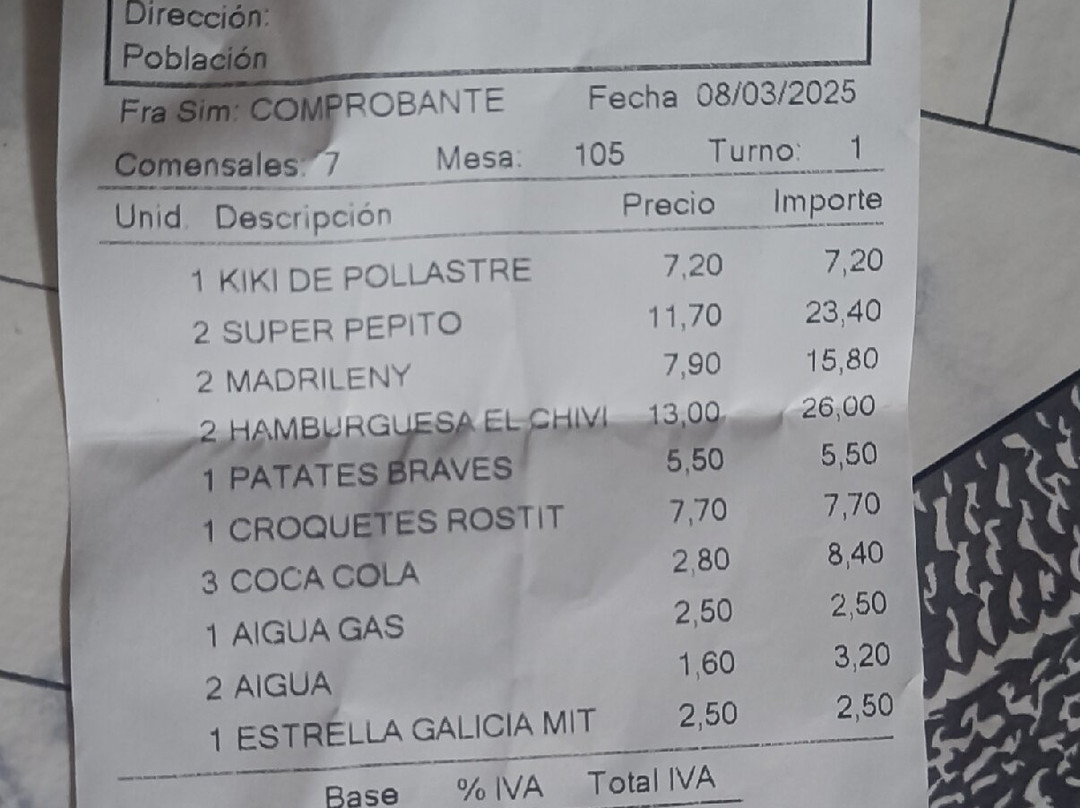 Dirección:
Población
Fra Sim: COMPROBANTE Fecha 08/03/2025
Comensales: 7 Mesa: 105 Turno: 1
Unid. Descripción Precio Importe
1 KIKI DE POLLASTRE 7,20 7,20
2 SUPER PEPITO 11,70 23,40
2 MADRILENY 7,90 15,80
2 HAMBURGUESA EL CHIVI 13,00 26,00
1 PATATES BRAVES 5,50 5,50
1 CROQUETES ROSTIT 7,70 7,70
3 COCA COLA 2,80 8,40
1 AIGUA GAS 2,50 2,50
2 AIGUA 1,60 3,20
1 ESTRELLA GALICIA MIT 2,50 2,50
Base % IVA Total IVA